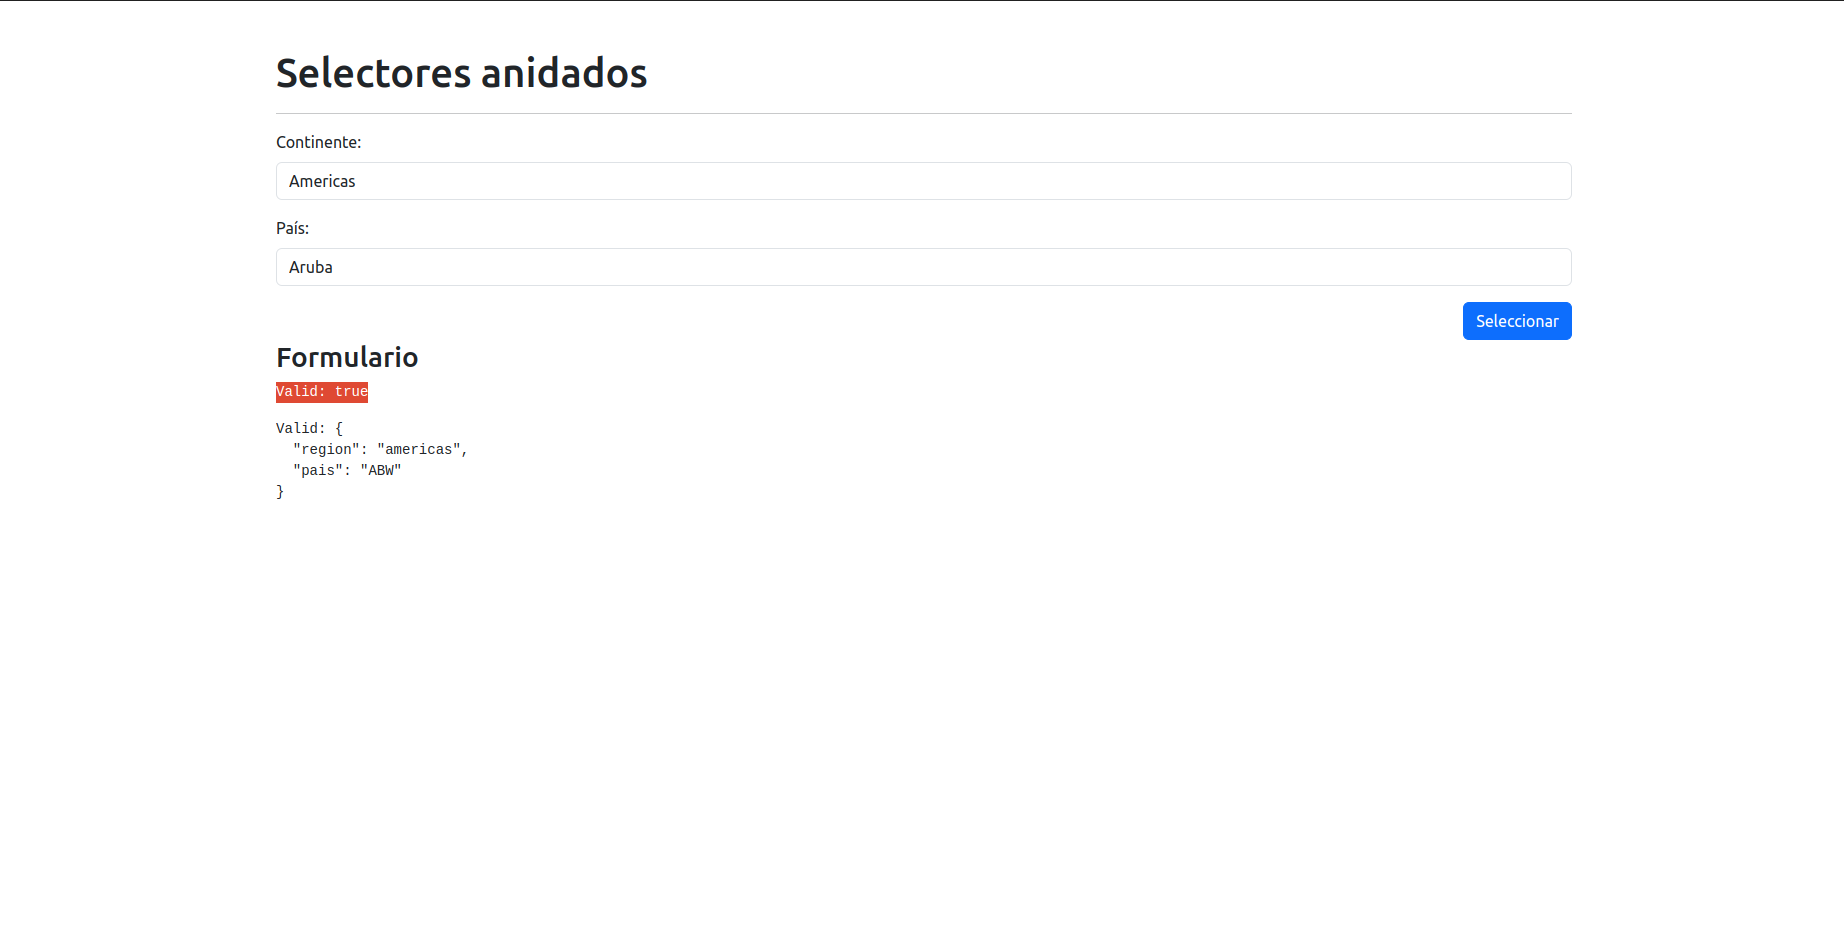 Selectores anidados
Continente:
Americas
País:
Aruba
Seleccionar
Formulario
Valid: true
Valid: {
  "region": "americas",
  "pais": "ABW"
}